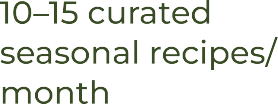 10–15 curated
seasonal recipes/
month